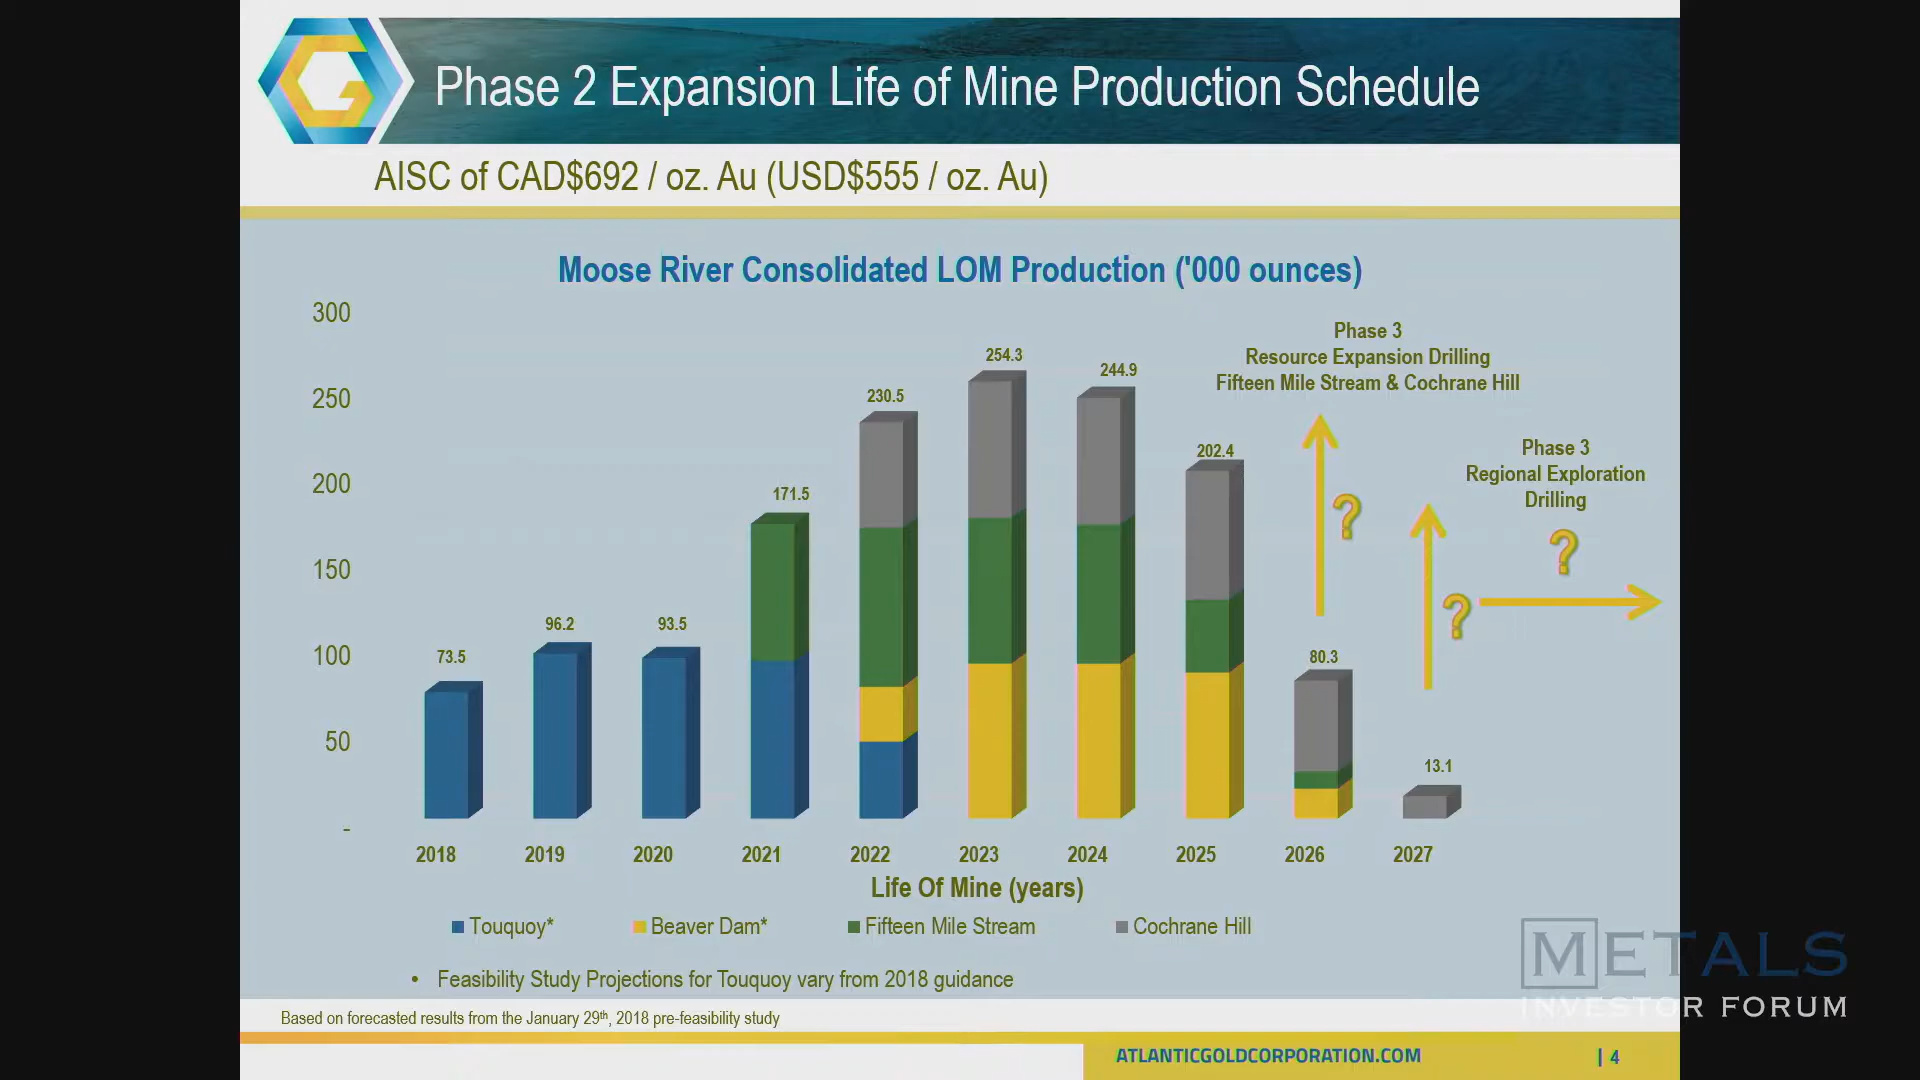 Phase 2 Expansion Life of Mine Production Schedule
AISC of CAD$692 / oz. Au (USD$555 / oz. Au)
Moose River Consolidated LOM Production ('000 ounces)
300
250
200
150
100
50
-
73.5
96.2
93.5
171.5
230.5
254.3
244.9
202.4
80.3
13.1
Phase 3
Resource Expansion Drilling
Fifteen Mile Stream & Cochrane Hill
?
Phase 3
Regional Exploration
Drilling
?
?
2018 2019 2020 2021 2022 2023 2024 2025 2026 2027
Life Of Mine (years)
Touquoy* Beaver Dam* Fifteen Mile Stream Cochrane Hill
• Feasibility Study Projections for Touquoy vary from 2018 guidance
Based on forecasted results from the January 29th, 2018 pre-feasibility study
METALS
INVESTOR FORUM
ATLANTICGOLDCORPORATION.COM | 4